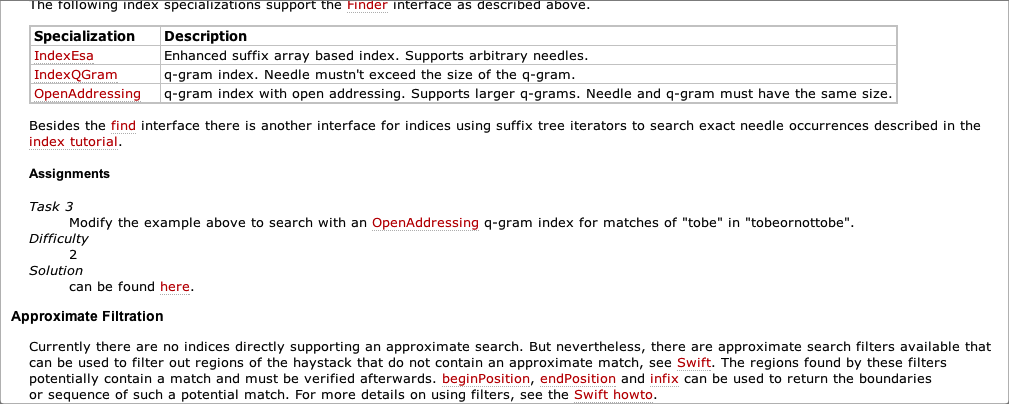 The following index specializations support the Finder interface as described above.
Specialization Description
IndexEsa Enhanced suffix array based index. Supports arbitrary needles.
IndexQGram q-gram index. Needle mustn't exceed the size of the q-gram.
OpenAddressing q-gram index with open addressing. Supports larger q-grams. Needle and q-gram must have the same size.
Besides the find interface there is another interface for indices using suffix tree iterators to search exact needle occurrences described in the
index tutorial.
Assignments
Task 3
Modify the example above to search with an OpenAddressing q-gram index for matches of "tobe" in "tobeornottobe".
Difficulty
2
Solution
can be found here.
Approximate Filtration
Currently there are no indices directly supporting an approximate search. But nevertheless, there are approximate search filters available that
can be used to filter out regions of the haystack that do not contain an approximate match, see Swift. The regions found by these filters
potentially contain a match and must be verified afterwards. beginPosition, endPosition and infix can be used to return the boundaries
or sequence of such a potential match. For more details on using filters, see the Swift howto.